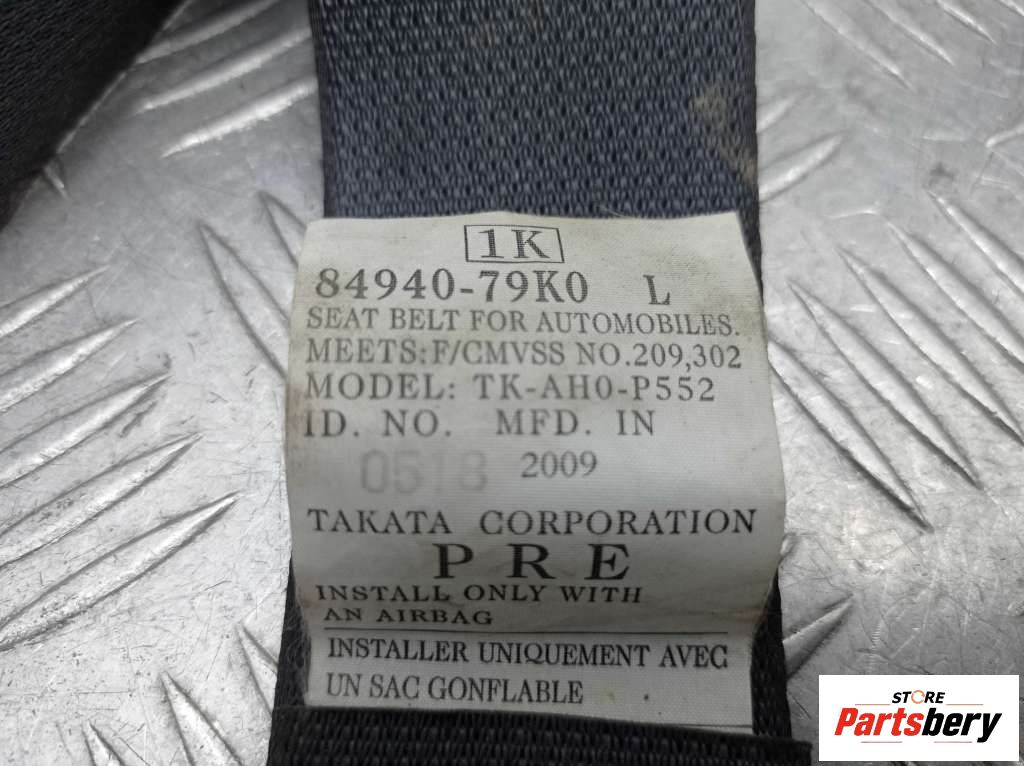 1K
84940-79K0 L
SEAT BELT FOR AUTOMOBILES.
MEETS:F/CMVSS NO.209,302
MODEL: TK-AH0-P552
ID. NO. MFD. IN
0518 2009
TAKATA CORPORATION
PRE
INSTALL ONLY WITH
AN AIRBAG
INSTALLER UNIQUEMENT AVEC
UN SAC GONFLABLE
STORE
Partsbery